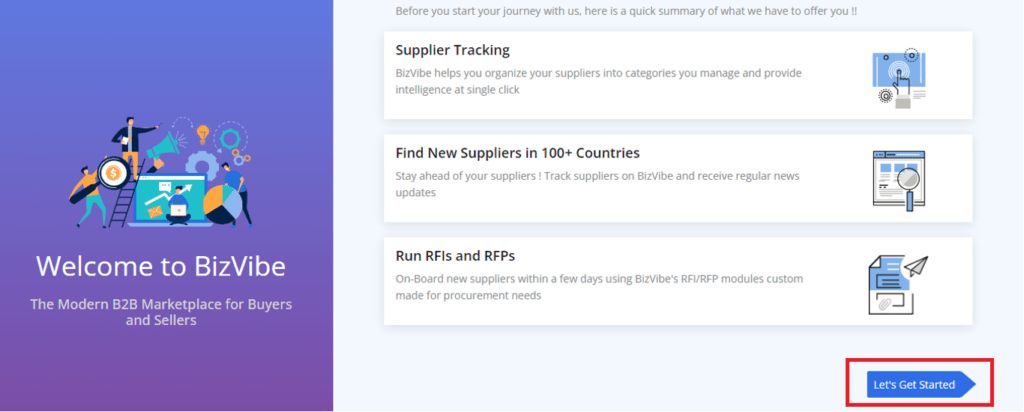 Before you start your journey with us, here is a quick summary of what we have to offer you !!
Supplier Tracking
BizVibe helps you organize your suppliers into categories you manage and provide
intelligence at single click
Find New Suppliers in 100+ Countries
Stay ahead of your suppliers ! Track suppliers on BizVibe and receive regular news
updates
Run RFIs and RFPs
On-Board new suppliers within a few days using BizVibe's RFI/RFP modules custom
made for procurement needs
Welcome to BizVibe
The Modern B2B Marketplace for Buyers
and Sellers
Let's Get Started